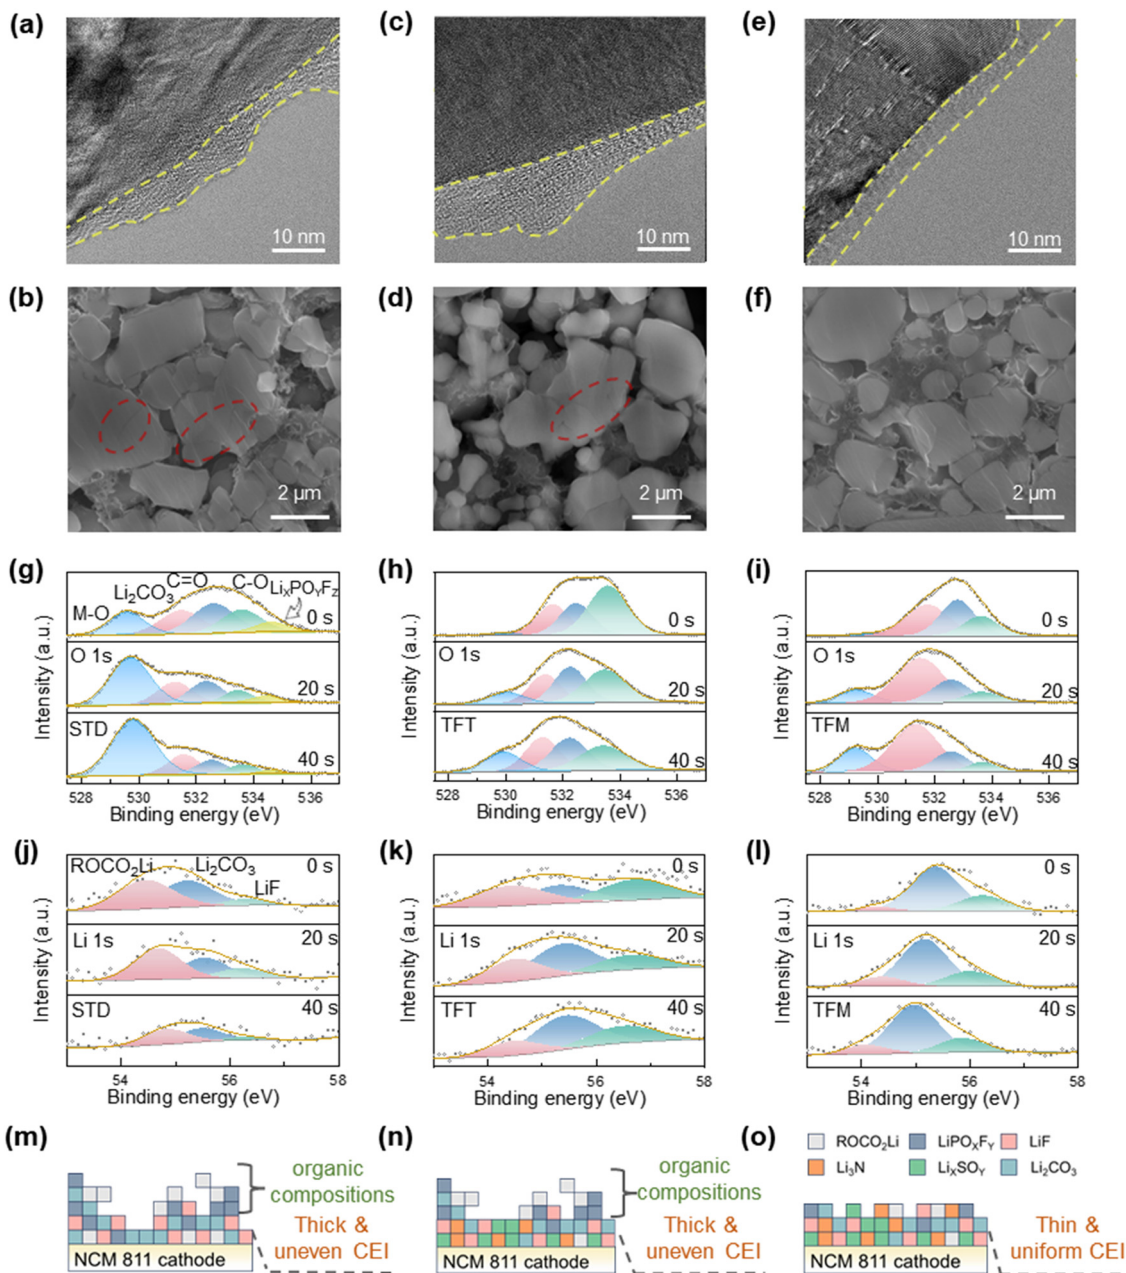 (a)
10 nm
(c)
10 nm
(e)
10 nm
(b)
2 μm
(d)
2 μm
(f)
2 μm
(g)
Intensity (a.u.)
M-O
Li₂CO₃
C=O
C-O
LiₓPOᵧF_Z
0 s
O 1s
20 s
STD
40 s
528 530 532 534 536
Binding energy (eV)
(h)
Intensity (a.u.)
0 s
O 1s
20 s
TFT
40 s
528 530 532 534 536
Binding energy (eV)
(i)
Intensity (a.u.)
0 s
O 1s
20 s
TFM
40 s
528 530 532 534 536
Binding energy (eV)
(j)
Intensity (a.u.)
ROCO₂Li
Li₂CO₃
LiF
0 s
Li 1s
20 s
STD
40 s
54 56 58
Binding energy (eV)
(k)
Intensity (a.u.)
0 s
Li 1s
20 s
TFT
40 s
54 56 58
Binding energy (eV)
(l)
Intensity (a.u.)
0 s
Li 1s
20 s
TFM
40 s
54 56 58
Binding energy (eV)
(m)
organic
compositions
Thick &
uneven CEI
NCM 811 cathode
(n)
organic
compositions
Thick &
uneven CEI
NCM 811 cathode
(o)
ROCO₂Li LiPOₓFᵧ LiF
Li₃N LiₓSOᵧ Li₂CO₃
Thin &
uniform CEI
NCM 811 cathode